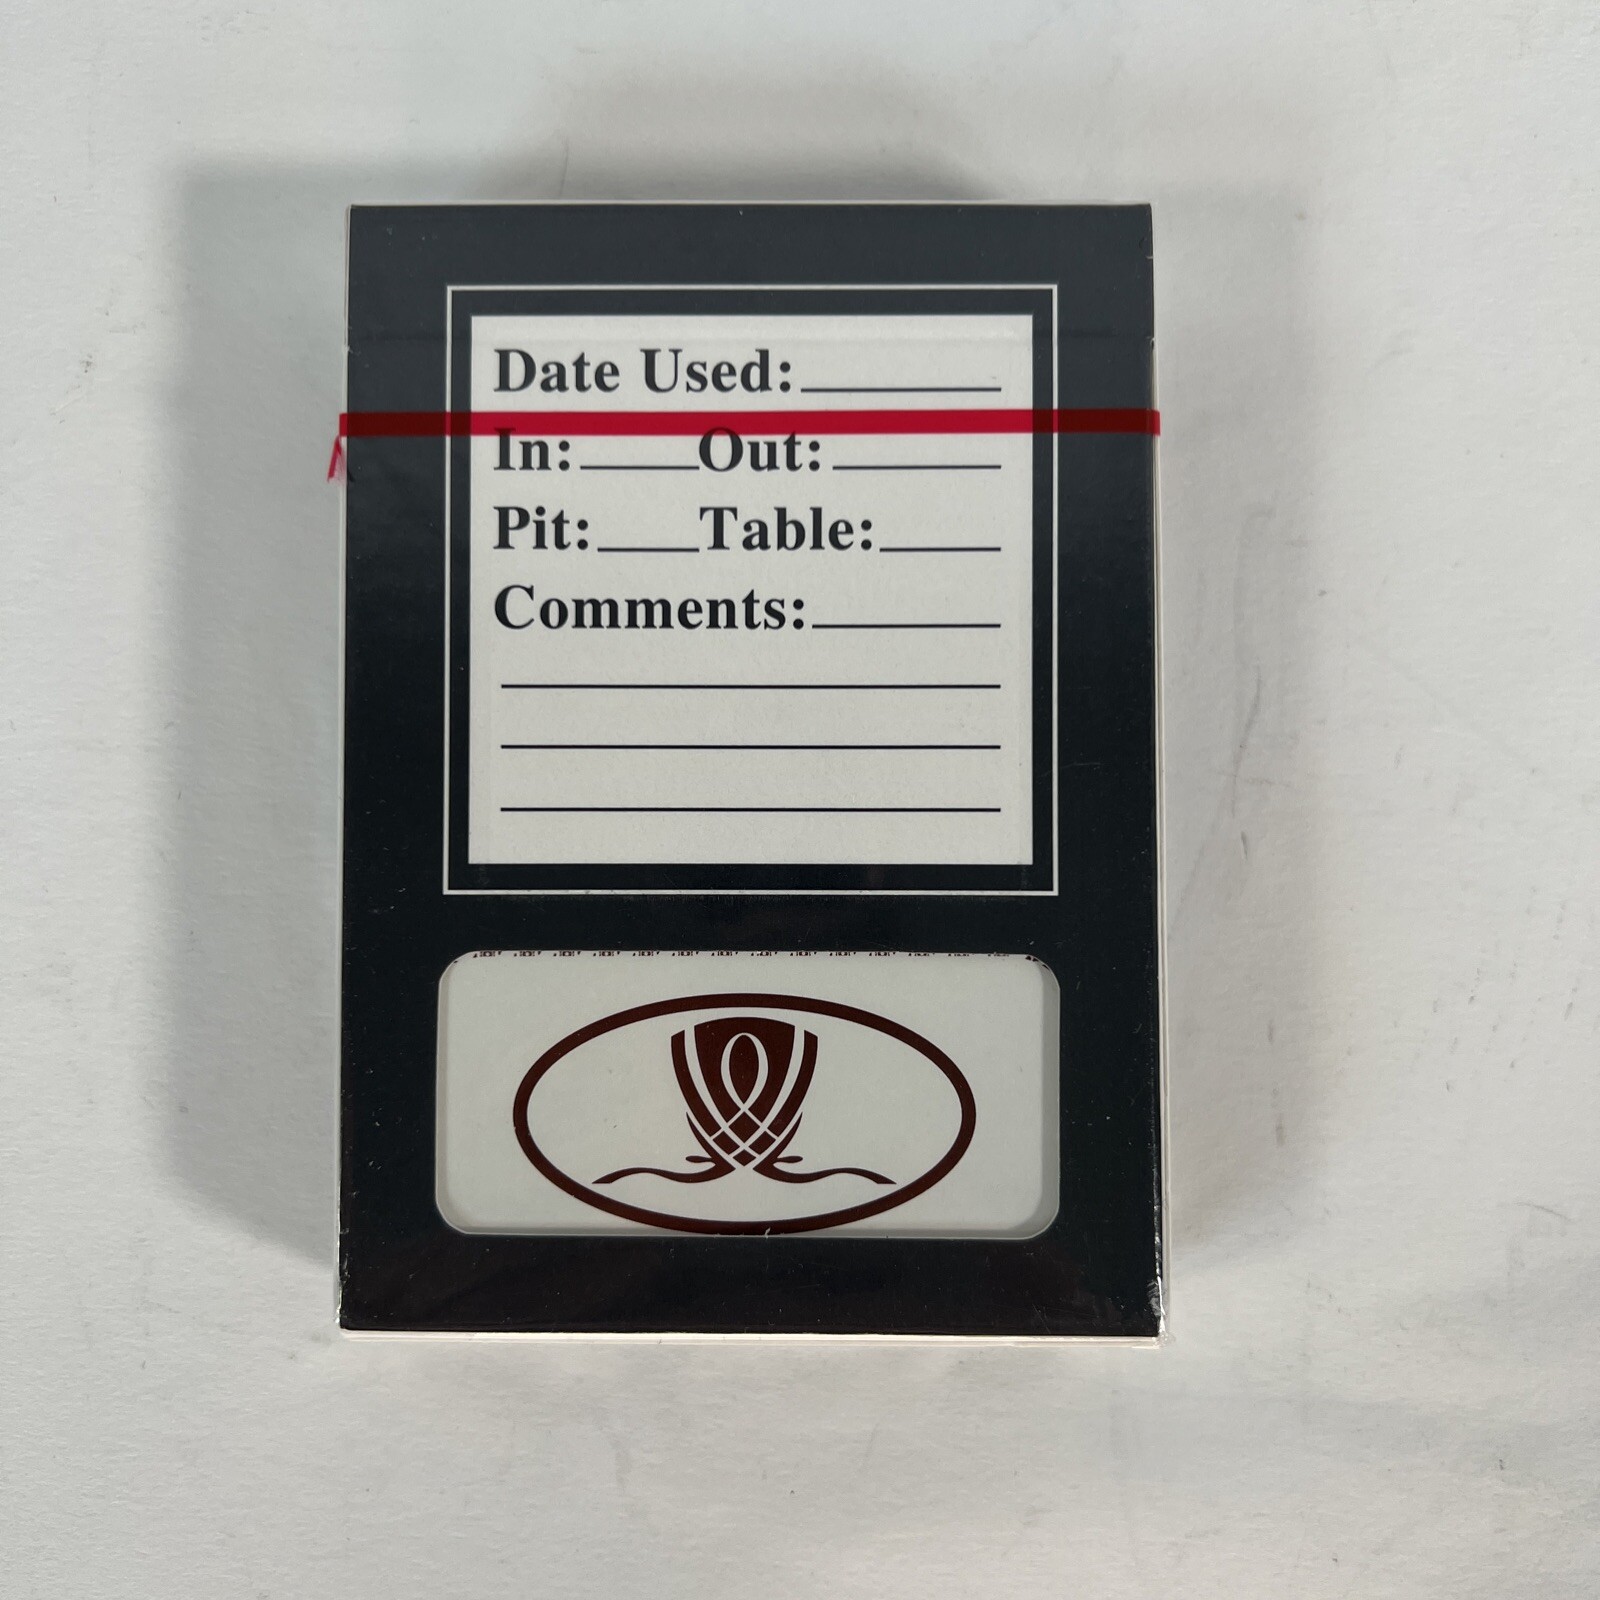 Date Used:
In: Out:
Pit: Table:
Comments: